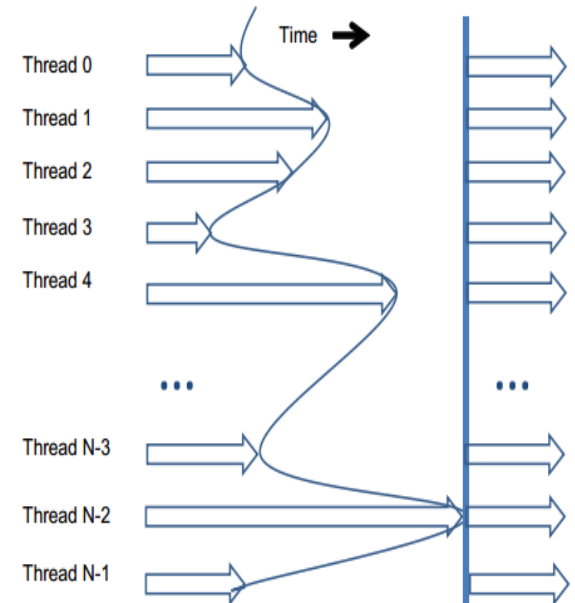 Time
Thread 0
Thread 1
Thread 2
Thread 3
Thread 4
... ...
Thread N-3
Thread N-2
Thread N-1